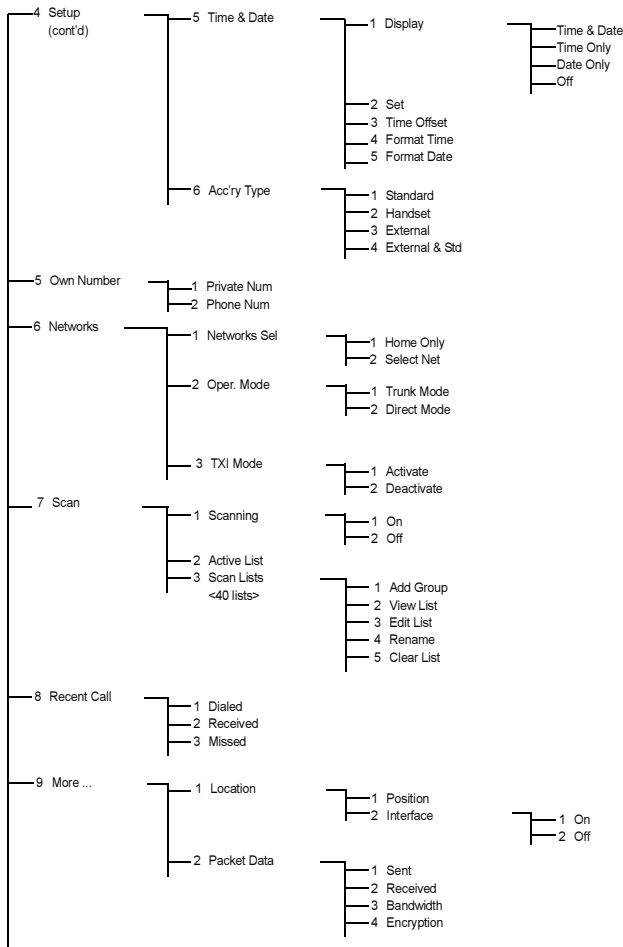 4 Setup
(cont'd)
5 Time & Date
1 Display
Time & Date
Time Only
Date Only
Off
2 Set
3 Time Offset
4 Format Time
5 Format Date
6 Acc'ry Type
1 Standard
2 Handset
3 External
4 External & Std
5 Own Number
1 Private Num
2 Phone Num
6 Networks
1 Networks Sel
1 Home Only
2 Select Net
2 Oper. Mode
1 Trunk Mode
2 Direct Mode
3 TXI Mode
1 Activate
2 Deactivate
7 Scan
1 Scanning
1 On
2 Off
2 Active List
3 Scan Lists
<40 lists>
1 Add Group
2 View List
3 Edit List
4 Rename
5 Clear List
8 Recent Call
1 Dialed
2 Received
3 Missed
9 More ...
1 Location
1 Position
2 Interface
1 On
2 Off
2 Packet Data
1 Sent
2 Received
3 Bandwidth
4 Encryption